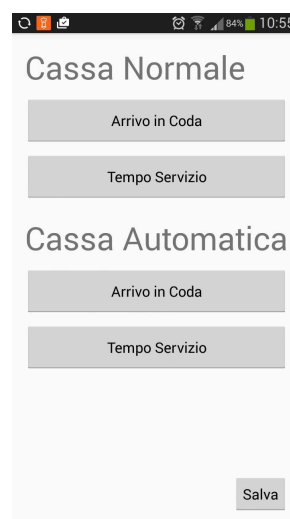 84% 10:55
Cassa Normale
Arrivo in Coda
Tempo Servizio
Cassa Automatica
Arrivo in Coda
Tempo Servizio
Salva